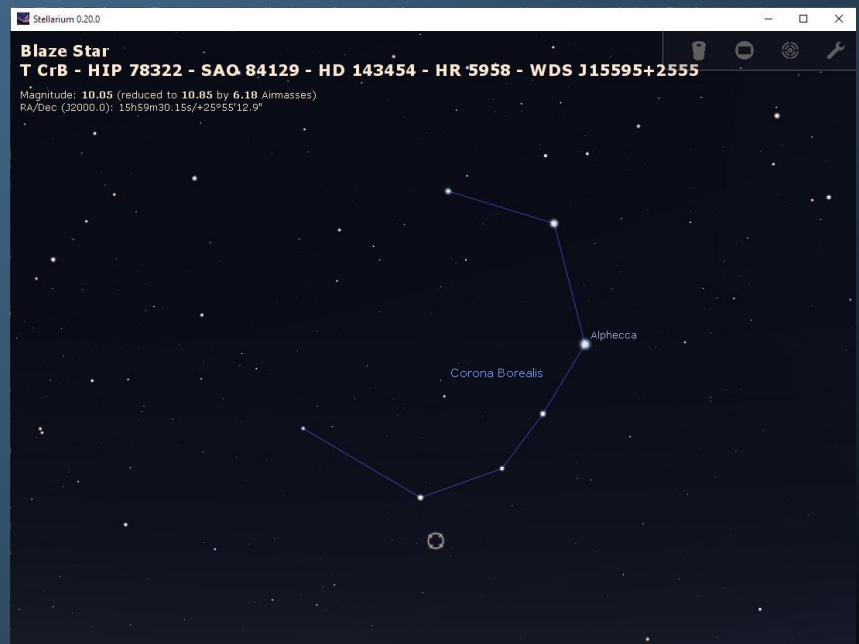 Stellarium 0.20.0
Blaze Star
T CrB - HIP 78322 - SAO 84129 - HD 143454 - HR 5958 - WDS J15595+2555
Magnitude: 10.05 (reduced to 10.85 by 6.18 Airmasses)
RA/Dec (J2000.0): 15h59m30.15s/+25°55'12.9"
Alphecca
Corona Borealis